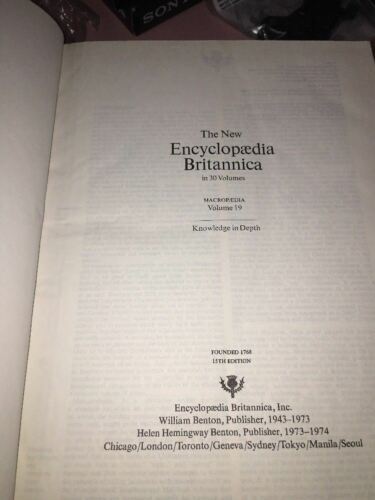 SONY
The New
Encyclopædia
Britannica
in 30 Volumes
MACROPÆDIA
Volume 19
Knowledge in Depth
FOUNDED 1768
15TH EDITION
Encyclopædia Britannica, Inc.
William Benton, Publisher, 1943–1973
Helen Hemingway Benton, Publisher, 1973–1974
Chicago/London/Toronto/Geneva/Sydney/Tokyo/Manila/Seoul